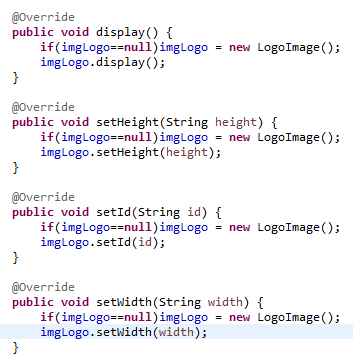 @Override
public void display() {
    if(imgLogo==null)imgLogo = new LogoImage();
    imgLogo.display();
}
@Override
public void setHeight(String height) {
    if(imgLogo==null)imgLogo = new LogoImage();
    imgLogo.setHeight(height);
}
@Override
public void setId(String id) {
    if(imgLogo==null)imgLogo = new LogoImage();
    imgLogo.setId(id);
}
@Override
public void setWidth(String width) {
    if(imgLogo==null)imgLogo = new LogoImage();
    imgLogo.setWidth(width);
}